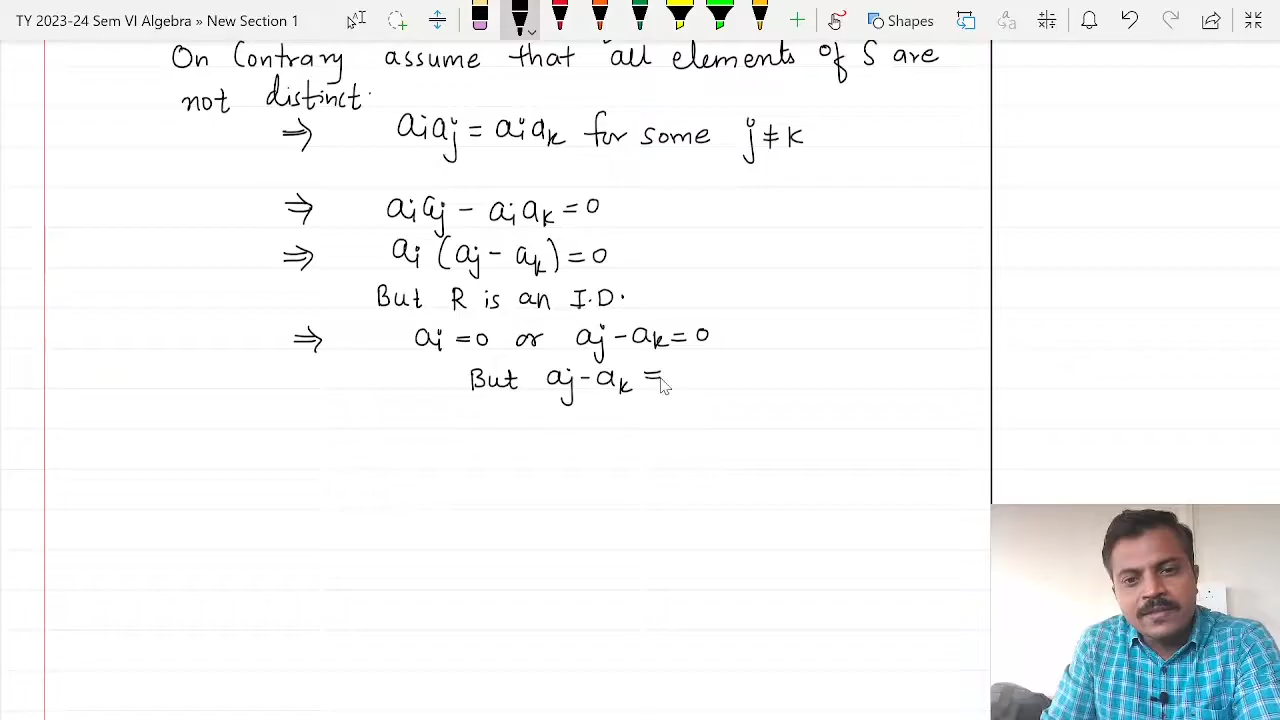 TY 2023-24 Sem VI Algebra » New Section 1
Shapes
On Contrary assume that all elements of S are
not distinct.
⇒ aᵢaⱼ = aᵢaₖ for some j ≠ k
⇒ aᵢaⱼ - aᵢaₖ = 0
⇒ aᵢ (aⱼ - aₖ) = 0
But R is an I.D.
⇒ aᵢ = 0 or aⱼ - aₖ = 0
But aⱼ - aₖ =